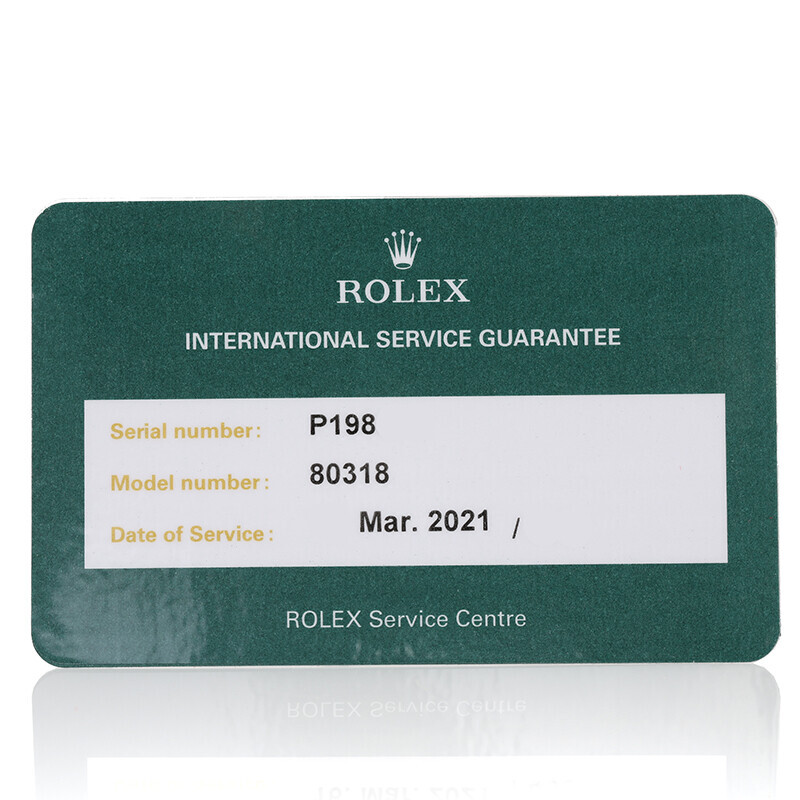 ROLEX
INTERNATIONAL SERVICE GUARANTEE
Serial number: P198
Model number: 80318
Date of Service: Mar. 2021 /
ROLEX Service Centre